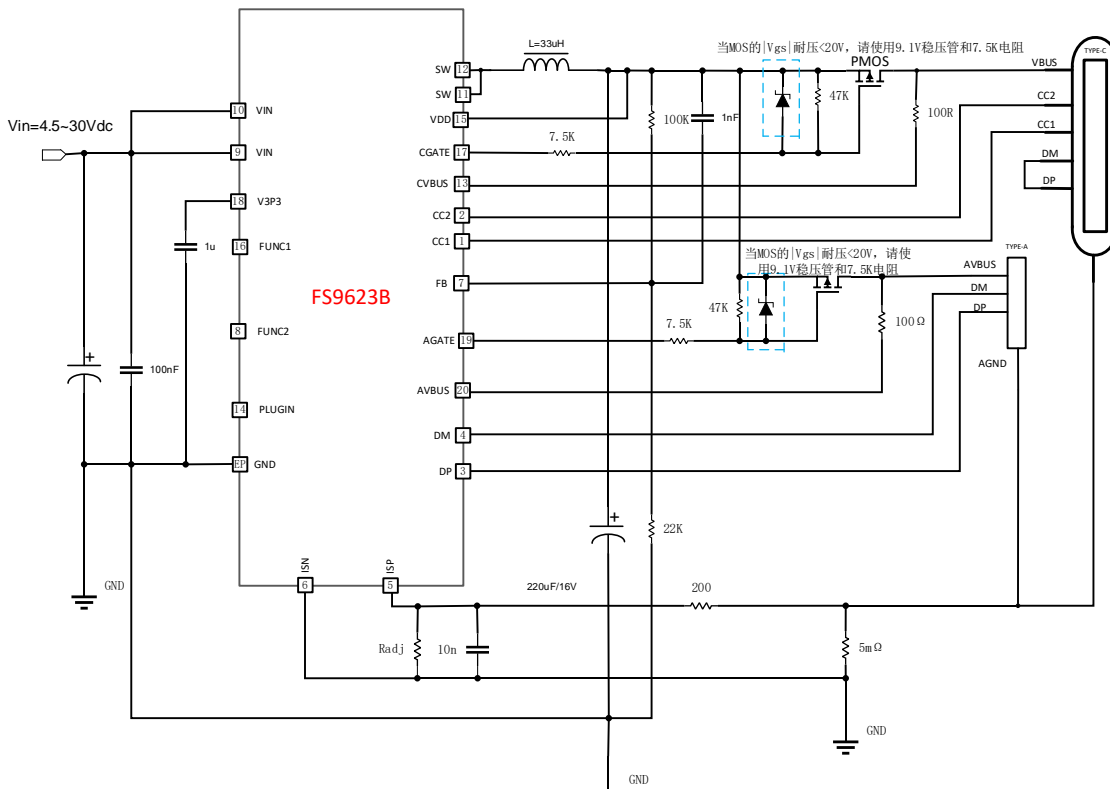 L=33uH
当MOS的|Vgs|耐压<20V，请使用9.1V稳压管和7.5K电阻
PMOS
TYPE-C
VBUS
CC2
CC1
DM
DP
47K
100R
100K
1nF
7.5K
Vin=4.5~30Vdc
10 VIN
9 VIN
18 V3P3
1u
16 FUNC1
8 FUNC2
100nF
14 PLUGIN
EP GND
GND
FS9623B
SW 12
SW 11
VDD 15
CGATE 17
CVBUS 13
CC2 2
CC1 1
FB 7
AGATE 19
AVBUS 20
DM 4
DP 3
ISN 6
ISP 5
当MOS的|Vgs|耐压<20V，请使
用9.1V稳压管和7.5K电阻
TYPE-A
AVBUS
DM
DP
AGND
47K
7.5K
100Ω
22K
220uF/16V
200
Radj
10n
5mΩ
GND
GND